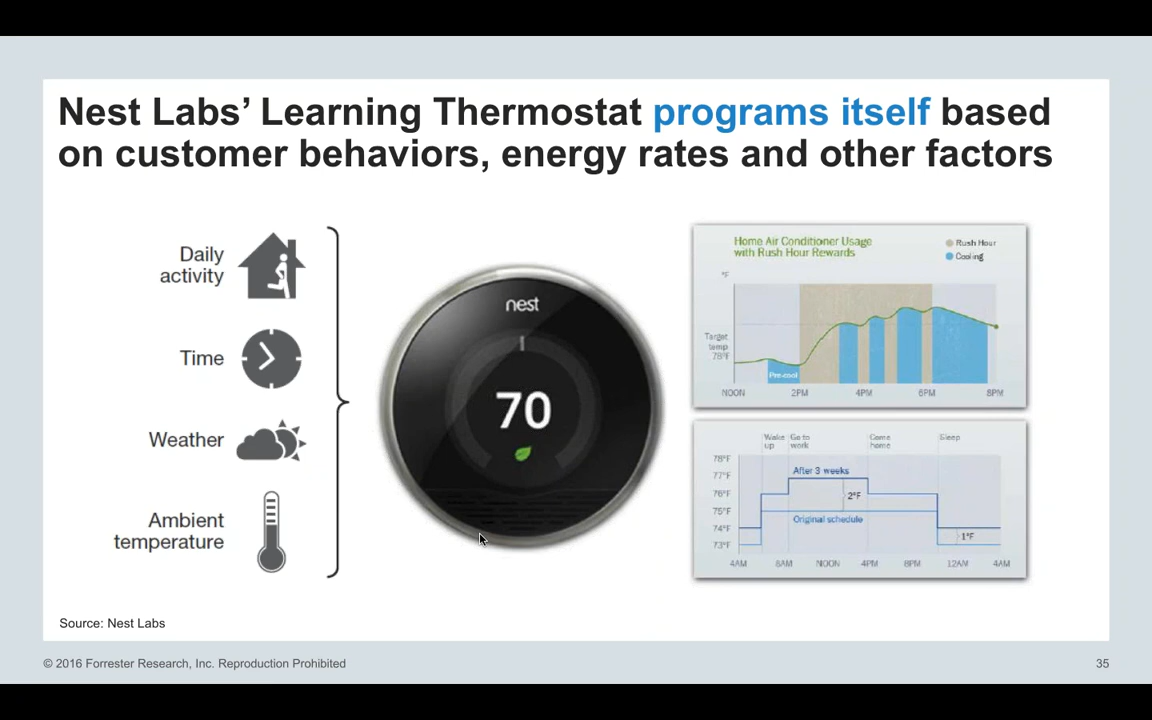 Nest Labs’ Learning Thermostat programs itself based
on customer behaviors, energy rates and other factors
Daily
activity
Time
Weather
Ambient
temperature
nest
70
Home Air Conditioner Usage
with Rush Hour Rewards
Rush Hour
Cooling
°F
Target
temp
78°F
Pre-cool
NOON 2PM 4PM 6PM 8PM
Wake
up
Go to
work
Come
home
Sleep
78°F
77°F
76°F
75°F
74°F
73°F
After 3 weeks
2°F
Original schedule
1°F
4AM 8AM NOON 4PM 8PM 12AM 4AM
Source: Nest Labs
© 2016 Forrester Research, Inc. Reproduction Prohibited
35